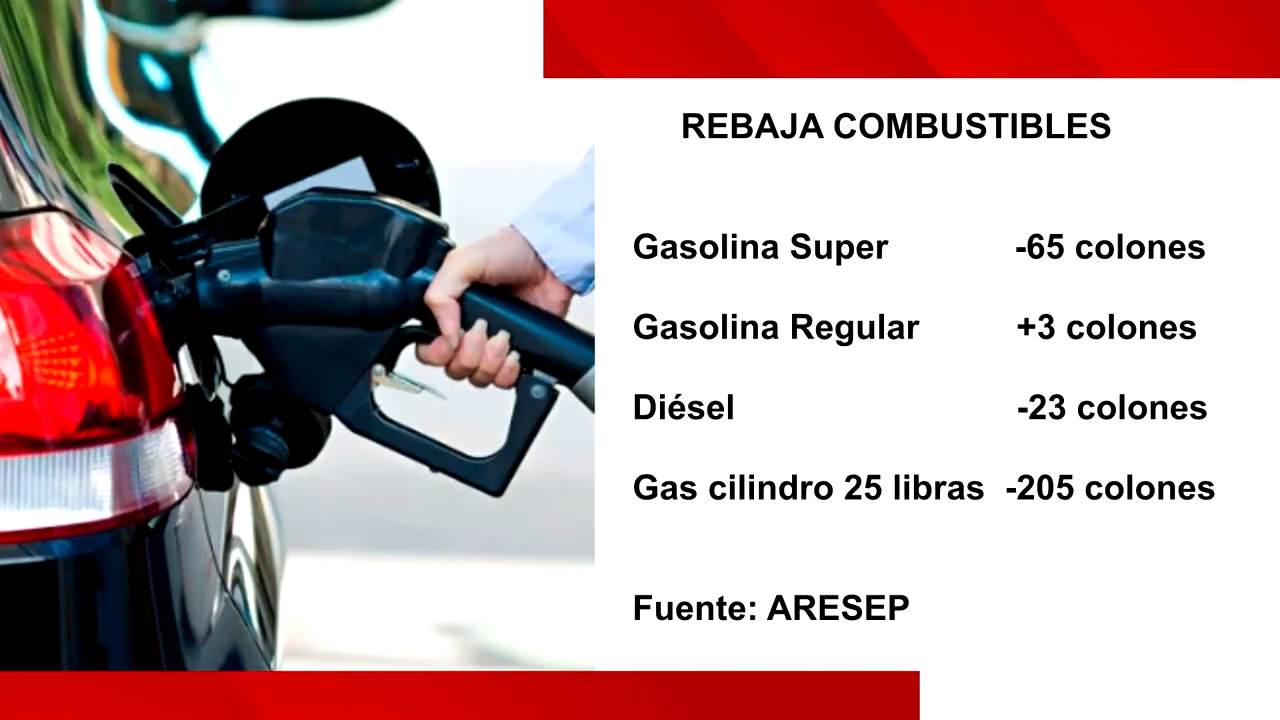 REBAJA COMBUSTIBLES
Gasolina Super -65 colones
Gasolina Regular +3 colones
Diésel -23 colones
Gas cilindro 25 libras -205 colones
Fuente: ARESEP